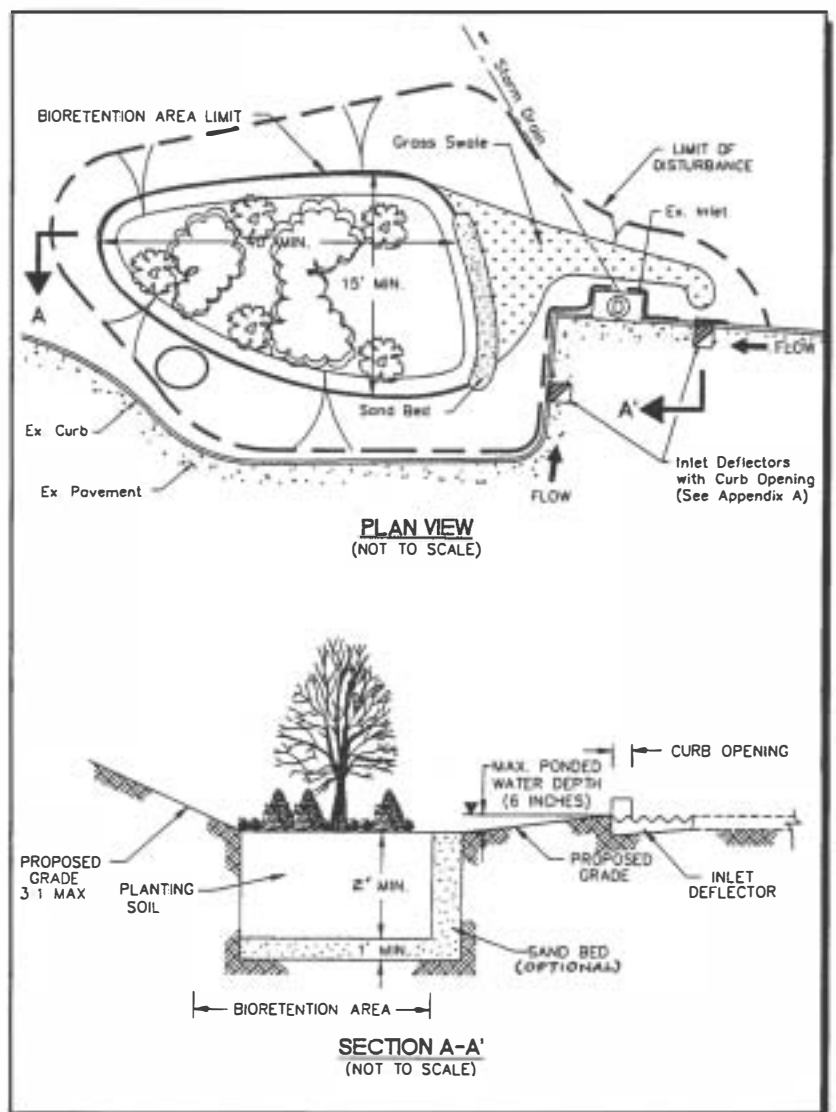 BIORETENTION AREA LIMIT
Storm Drain
Grass Swale
LIMIT OF
DISTURBANCE
Ex. Inlet
40' MIN.
15' MIN.
A
FLOW
A'
Sand Bed
Ex Curb
Ex Pavement
FLOW
Inlet Deflectors
with Curb Opening
(See Appendix A)
PLAN VIEW
(NOT TO SCALE)
CURB OPENING
MAX. PONDED
WATER DEPTH
(6 INCHES)
PROPOSED
GRADE
3 1 MAX
PLANTING
SOIL
2' MIN.
PROPOSED
GRADE
INLET
DEFLECTOR
1' MIN.
SAND BED
(OPTIONAL)
BIORETENTION AREA
SECTION A-A'
(NOT TO SCALE)